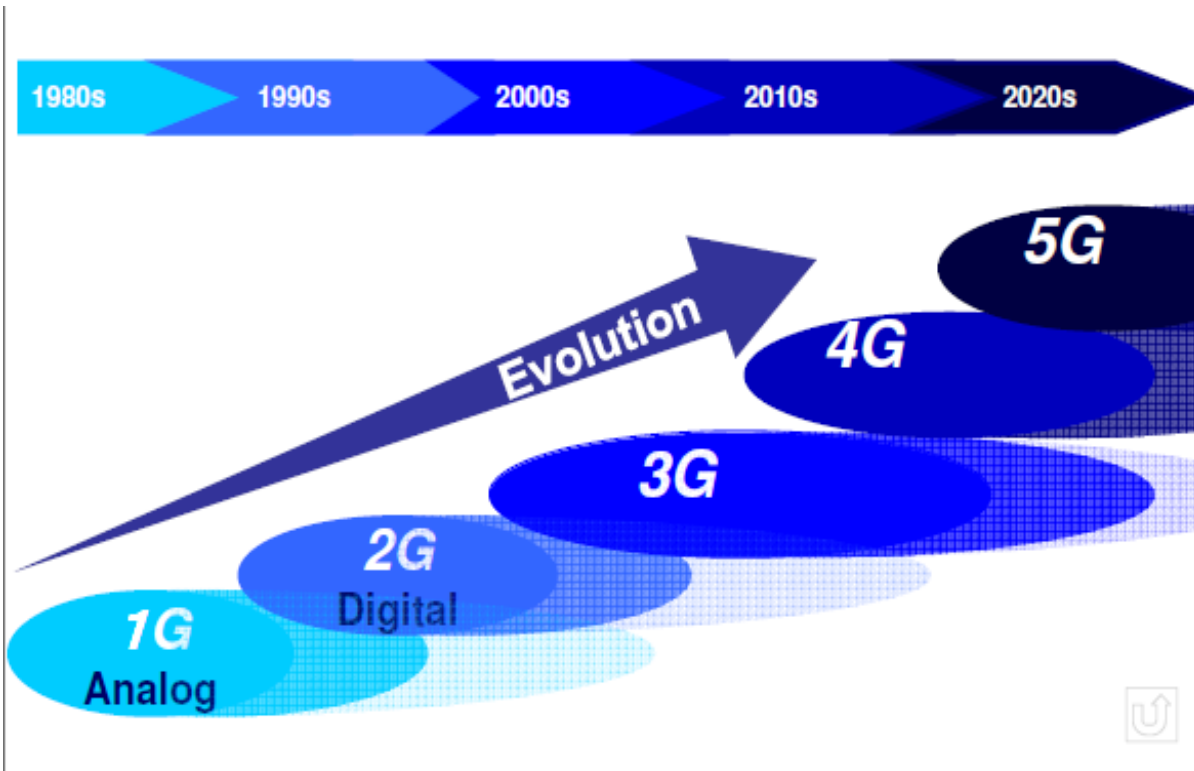 1980s
1990s
2000s
2010s
2020s
5G
4G
Evolution
3G
2G
Digital
1G
Analog